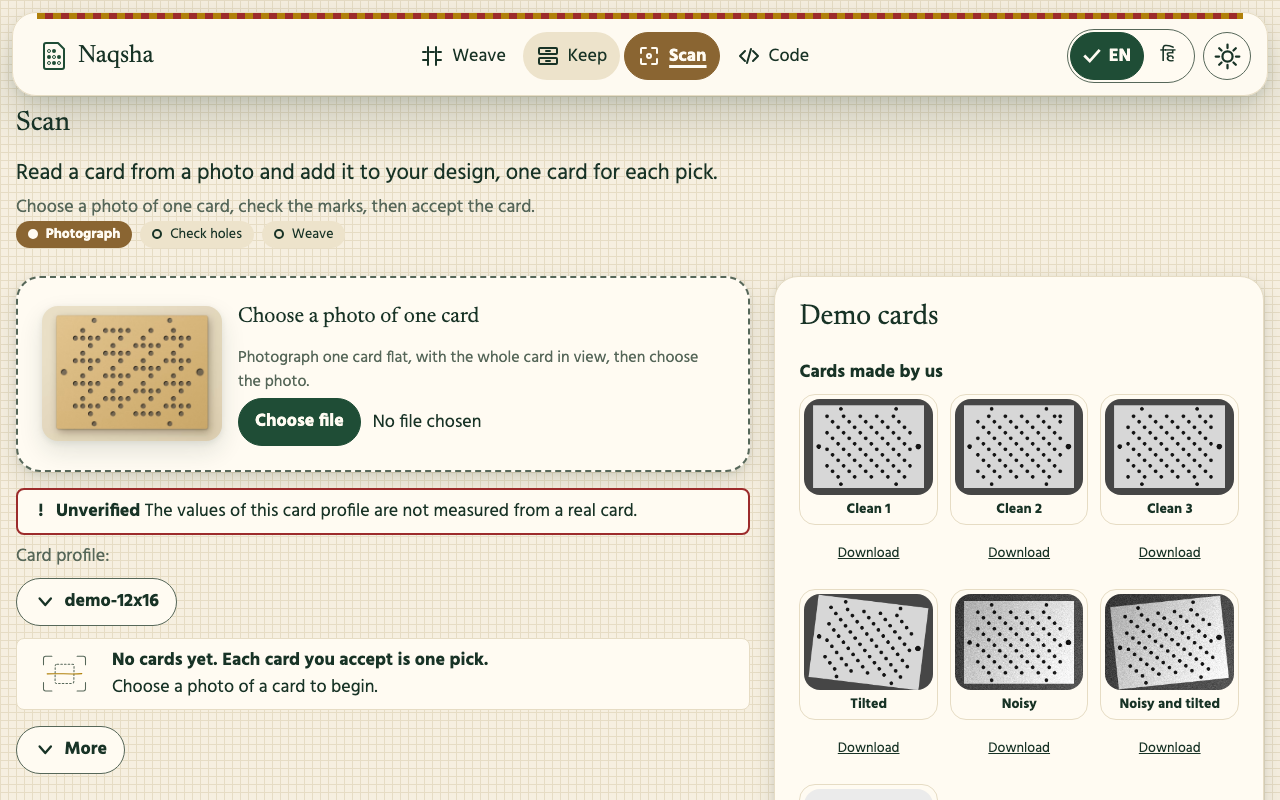 Naqsha
Weave
Keep
Scan
Code
EN
हि
Scan
Read a card from a photo and add it to your design, one card for each pick.
Choose a photo of one card, check the marks, then accept the card.
Photograph
Check holes
Weave
Choose a photo of one card
Photograph one card flat, with the whole card in view, then choose
the photo.
Choose file
No file chosen
! Unverified The values of this card profile are not measured from a real card.
Card profile:
demo-12x16
No cards yet. Each card you accept is one pick.
Choose a photo of a card to begin.
More
Demo cards
Cards made by us
Clean 1
Clean 2
Clean 3
Download
Download
Download
Tilted
Noisy
Noisy and tilted
Download
Download
Download